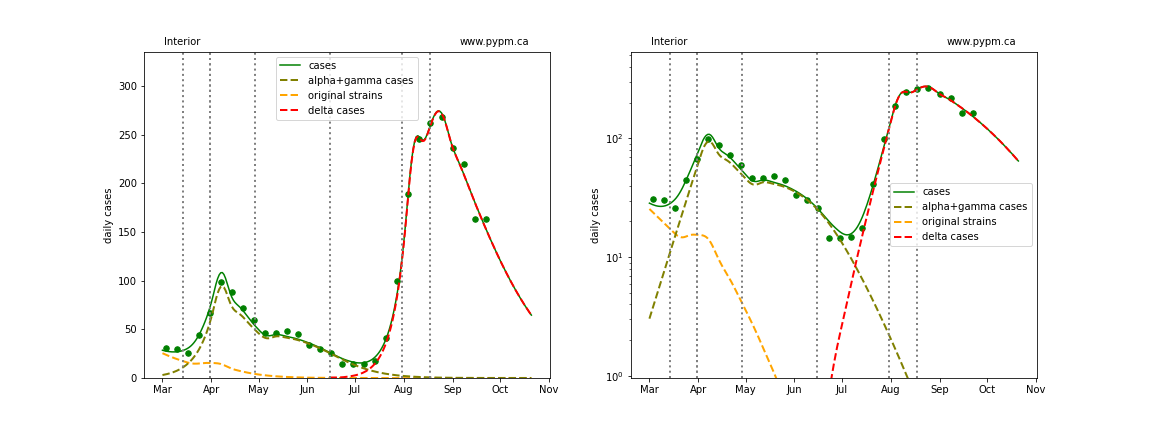 Interior www.pypm.ca
daily cases
300
250
200
150
100
50
0
cases
alpha+gamma cases
original strains
delta cases
Mar Apr May Jun Jul Aug Sep Oct Nov
Interior www.pypm.ca
daily cases
10²
10¹
10⁰
cases
alpha+gamma cases
original strains
delta cases
Mar Apr May Jun Jul Aug Sep Oct Nov